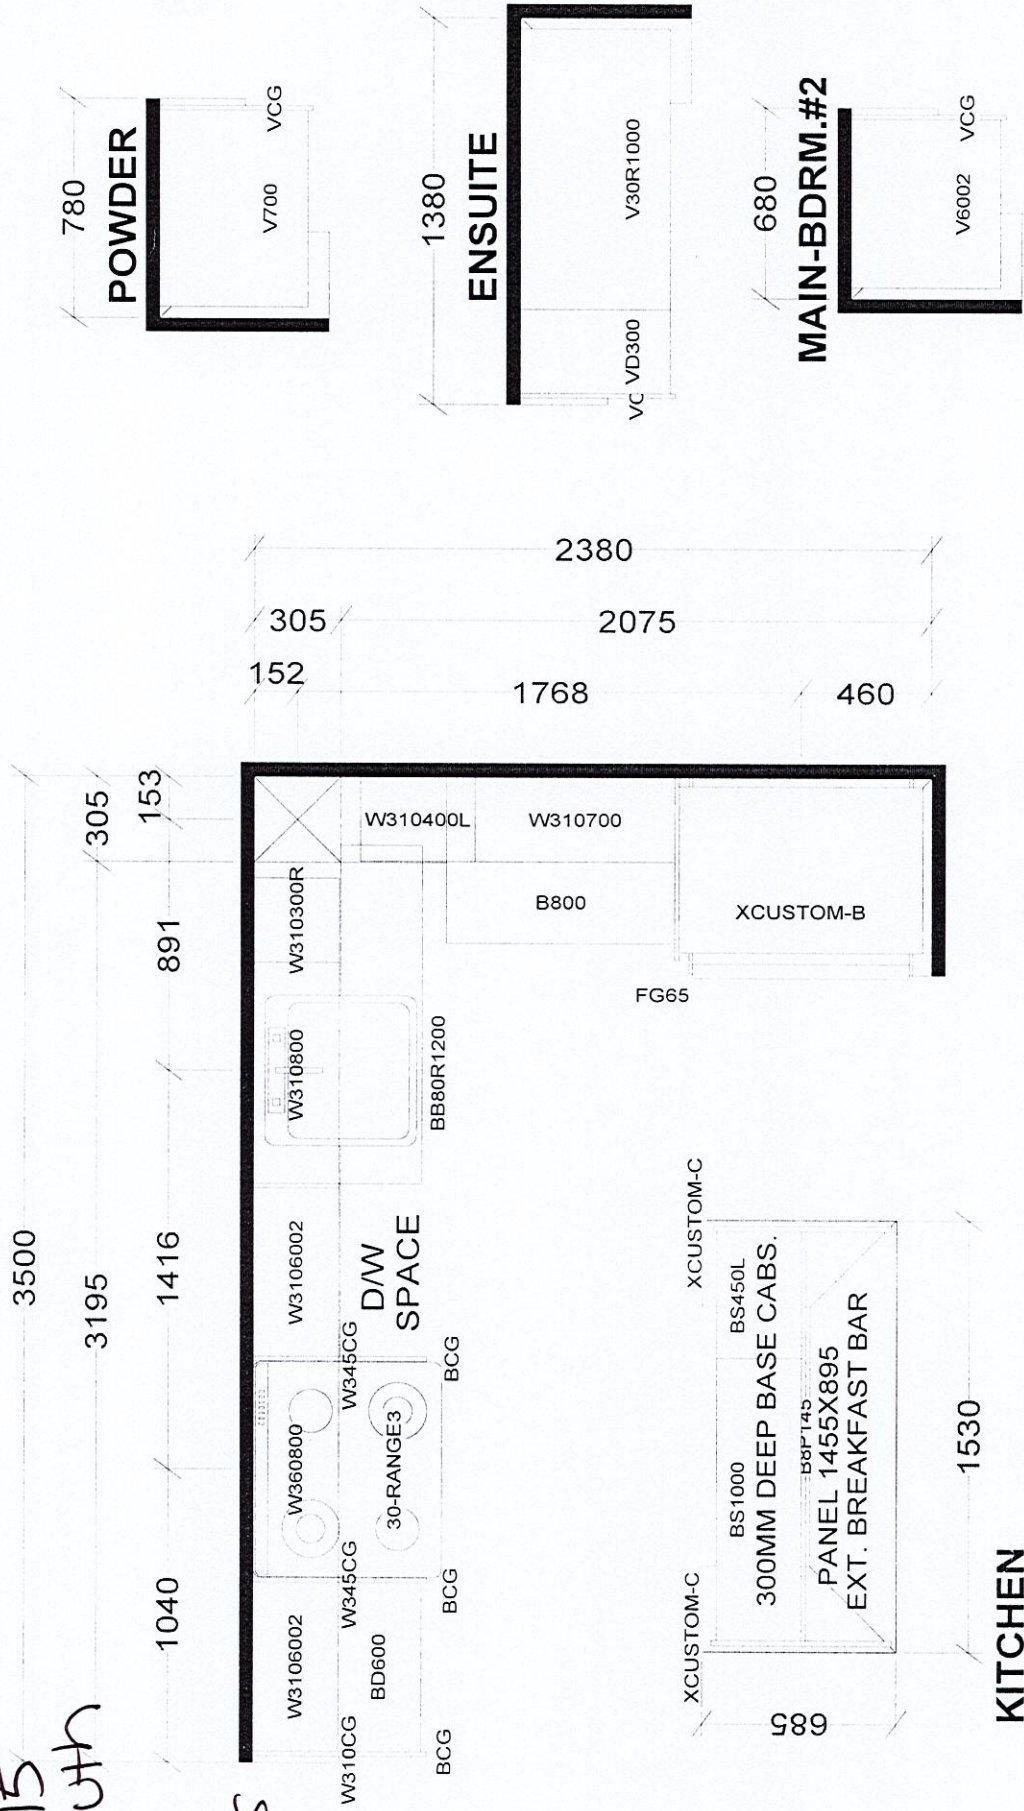 780
POWDER
V700
VCG
1380
ENSUITE
V30R1000
VD300
VC
680
MAIN-BDRM.#2
V6002
VCG
3500
3195
305
1040
1416
891
153
2380
305
2075
152
1768
460
W3106002
W360800
W3106002
W310800
W310300R
W310400L
W310700
B800
XCUSTOM-B
FG65
W310CG
W345CG
W345CG
BD600
30-RANGE3
D/W
SPACE
BB80R1200
BCG
BCG
BCG
XCUSTOM-C
XCUSTOM-C
BS1000
BS450L
300MM DEEP BASE CABS.
PANEL 1455X895
EXT. BREAKFAST BAR
685
1530
KITCHEN